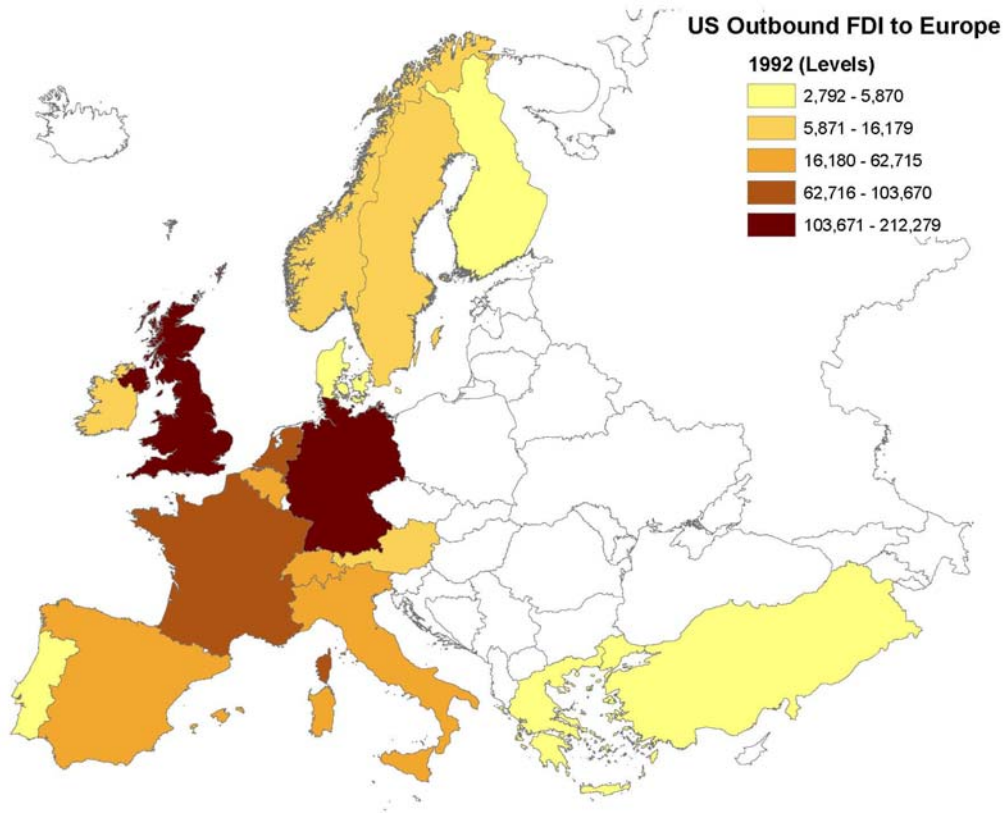 US Outbound FDI to Europe
1992 (Levels)
2,792 - 5,870
5,871 - 16,179
16,180 - 62,715
62,716 - 103,670
103,671 - 212,279